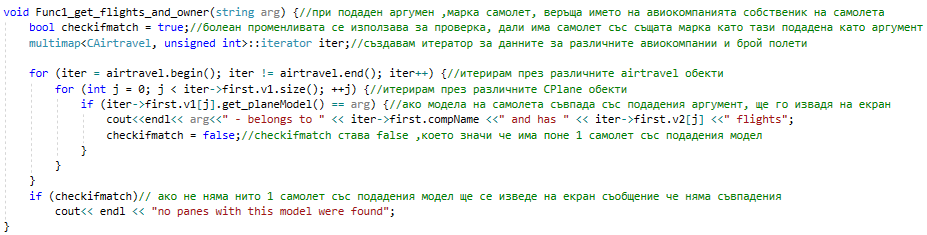 void Func1_get_flights_and_owner(string arg) {//при подаден аргумен ,марка самолет, веръща името на авиокомпанията собственик на самолета
bool checkifmatch = true;//болеан променливата се използава за проверка, дали има самолет със същата марка като тази подадена като аргумент
multimap<CAirtravel, unsigned int>::iterator iter;//създавам итератор за данните за различните авиокомпании и брой полети
for (iter = airtravel.begin(); iter != airtravel.end(); iter++) {//итерирам през различните airtravel обекти
for (int j = 0; j < iter->first.v1.size(); ++j) {//итерирам през различните CPlane обекти
if (iter->first.v1[j].get_planeModel() == arg) {//ако модела на самолета съвпада със подадения аргумент, ще го извадя на екран
cout<<endl<< arg<<" - belongs to " << iter->first.compName <<" and has " << iter->first.v2[j] <<" flights";
checkifmatch = false;//checkifmatch става false ,което значи че има поне 1 самолет със подадения модел
}
}
}
if (checkifmatch)// ако не няма нито 1 самолет със подадения модел ще се изведе на екран съобщение че няма съвпадения
cout<< endl << "no panes with this model were found";
}